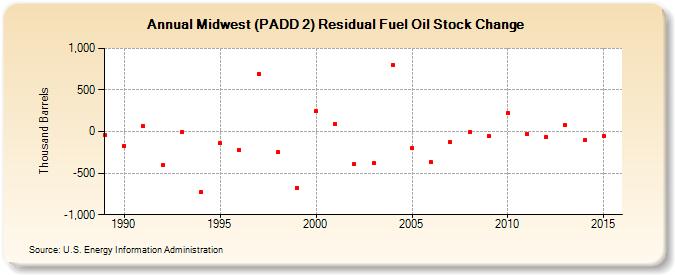 Annual Midwest (PADD 2) Residual Fuel Oil Stock Change
Thousand Barrels
1,000
500
0
-500
-1,000
1990 1995 2000 2005 2010 2015
Source: U.S. Energy Information Administration